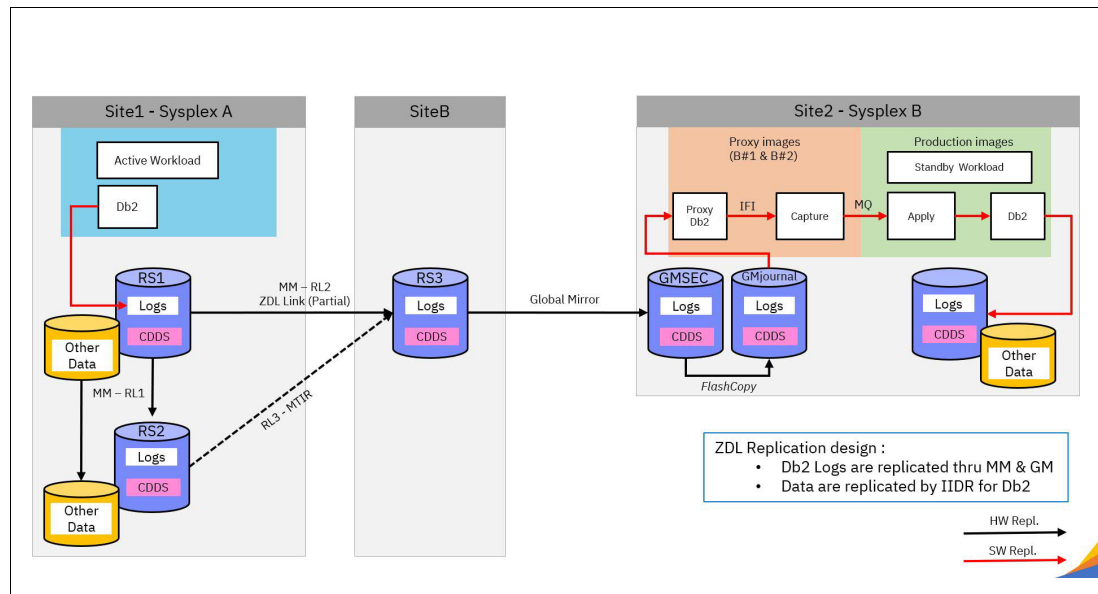 Site1 - Sysplex A
SiteB
Site2 - Sysplex B
Active Workload
Db2
Proxy images
(B#1 & B#2)
Production images
Standby Workload
Proxy
Db2
IFI
Capture
MQ
Apply
Db2
RS1
Logs
CDDS
MM – RL2
ZDL Link (Partial)
RS3
Logs
CDDS
Global Mirror
GMSEC
Logs
CDDS
GMjournal
Logs
CDDS
Logs
CDDS
Other
Data
Other
Data
FlashCopy
MM – RL1
RL3 - MTIR
RS2
Logs
CDDS
Other
Data
ZDL Replication design :
• Db2 Logs are replicated thru MM & GM
• Data are replicated by IIDR for Db2
HW Repl.
SW Repl.